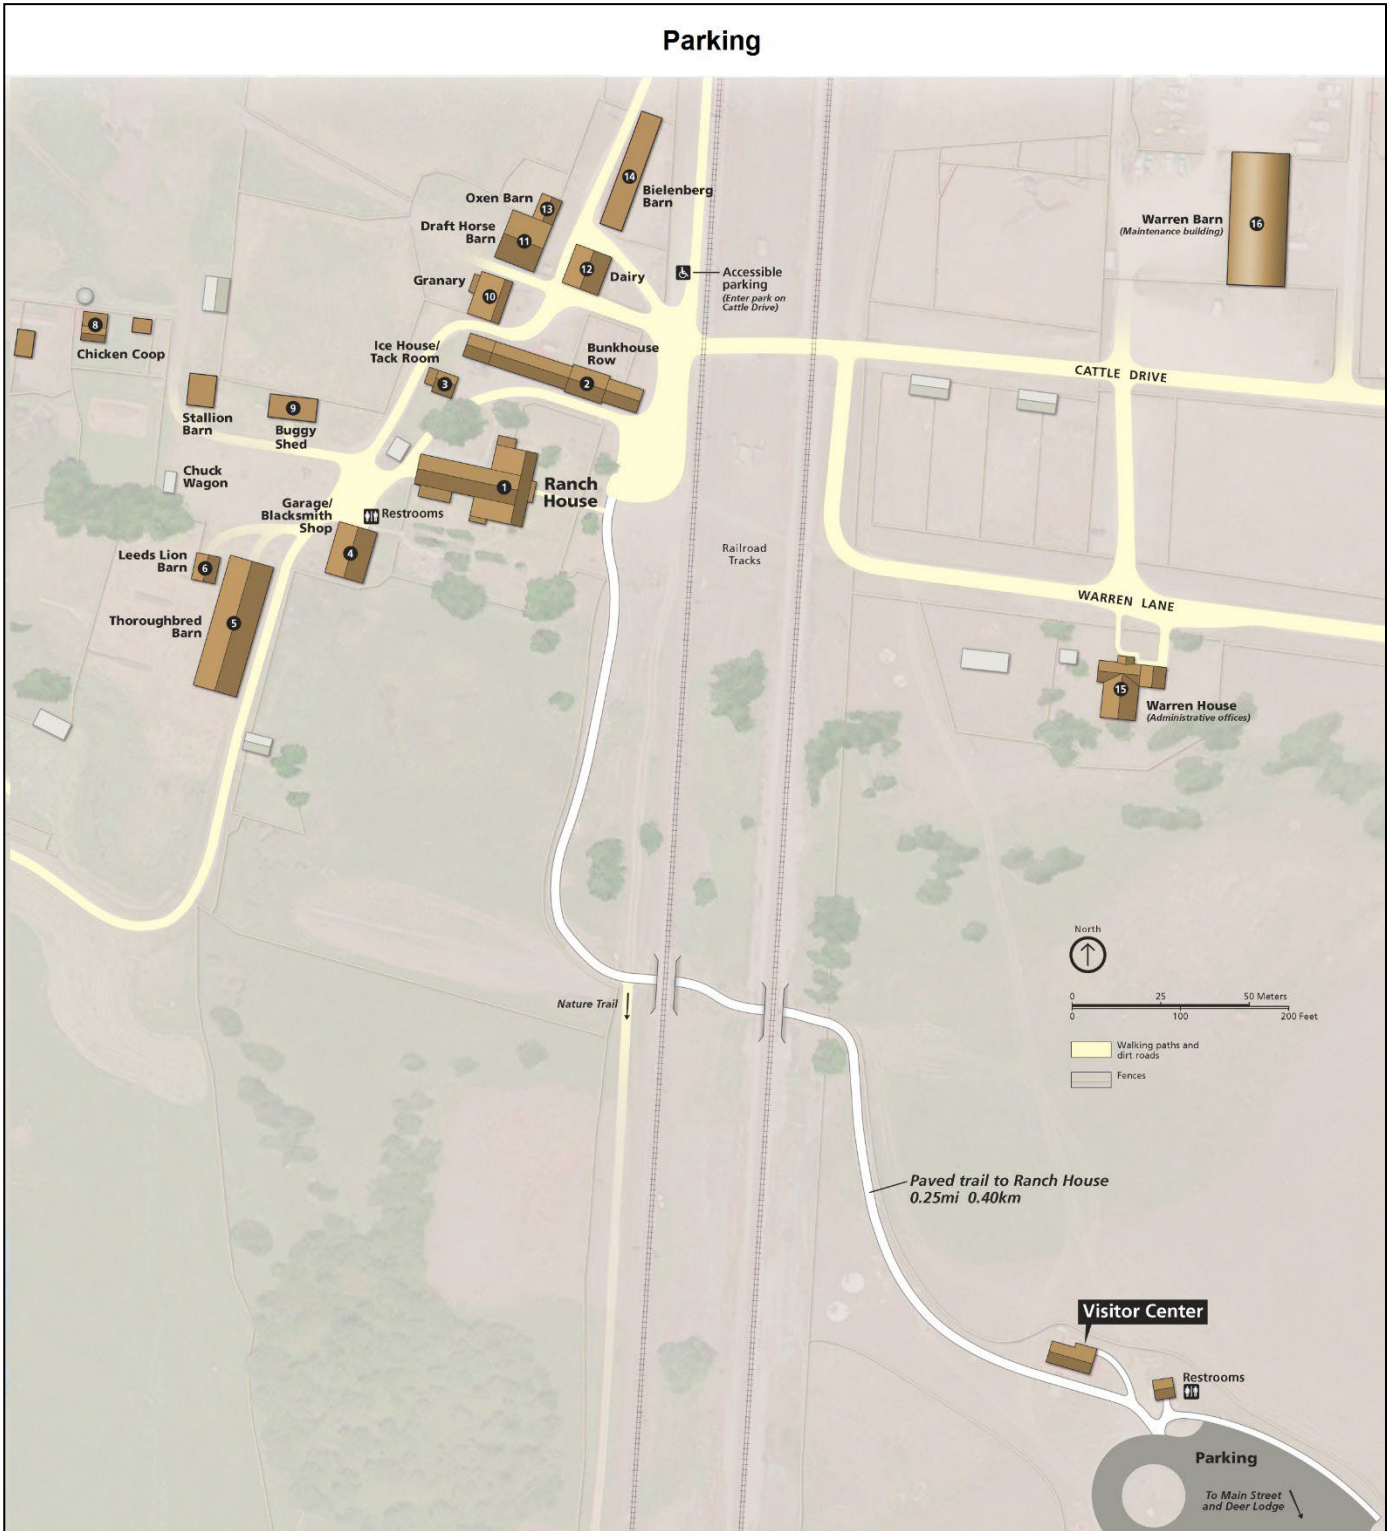 Parking
14
Bielenberg
Barn
Oxen Barn
13
Draft Horse
Barn
11
12
Dairy
Granary
10
Accessible
parking
(Enter park on
Cattle Drive)
Warren Barn
(Maintenance building)
16
8
Chicken Coop
Ice House/
Tack Room
3
Bunkhouse
Row
2
CATTLE DRIVE
Stallion
Barn
9
Buggy
Shed
Chuck
Wagon
1
Ranch
House
Garage/
Blacksmith
Shop
Restrooms
4
Leeds Lion
Barn
6
Thoroughbred
Barn
5
Railroad
Tracks
WARREN LANE
15
Warren House
(Administrative offices)
North
0 25 50 Meters
0 100 200 Feet
Walking paths and
dirt roads
Fences
Nature Trail
Paved trail to Ranch House
0.25mi 0.40km
Visitor Center
Restrooms
Parking
To Main Street
and Deer Lodge